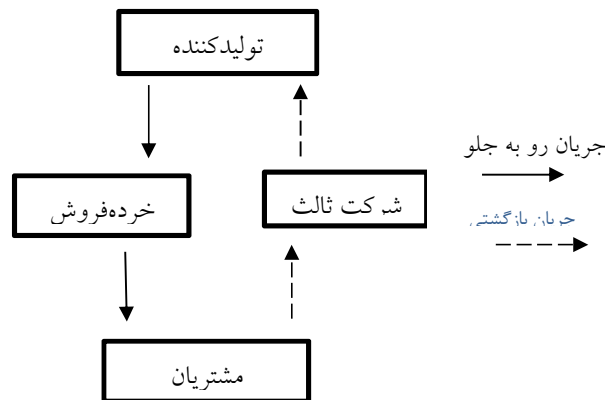 تولیدکننده
جریان رو به جلو
خرده‌فروش
شرکت ثالث
جریان بازگشتی
مشتریان